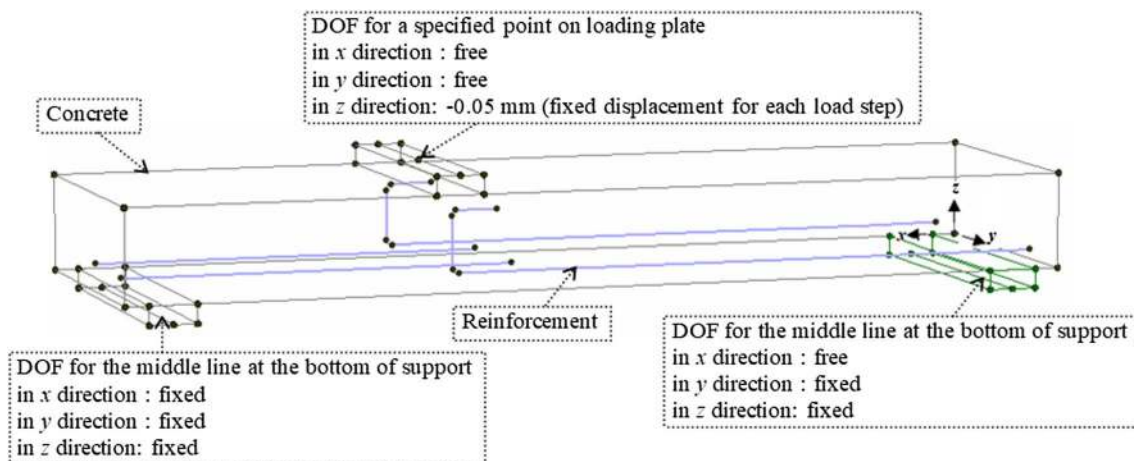 DOF for a specified point on loading plate
in x direction : free
in y direction : free
in z direction: -0.05 mm (fixed displacement for each load step)
Concrete
z
x
y
Reinforcement
DOF for the middle line at the bottom of support
in x direction : fixed
in y direction : fixed
in z direction: fixed
DOF for the middle line at the bottom of support
in x direction : free
in y direction : fixed
in z direction: fixed